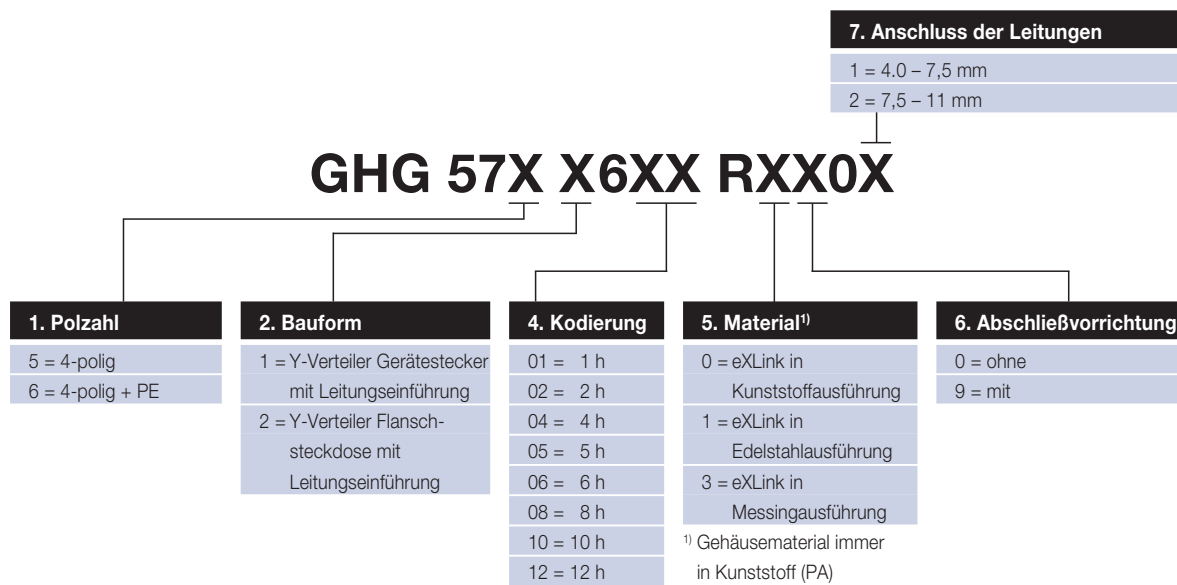 7. Anschluss der Leitungen
1 = 4.0 – 7,5 mm
2 = 7,5 – 11 mm
GHG 57X X6XX RXX0X
1. Polzahl
5 = 4-polig
6 = 4-polig + PE
2. Bauform
1 = Y-Verteiler Gerätestecker
mit Leitungseinführung
2 = Y-Verteiler Flansch-
steckdose mit
Leitungseinführung
4. Kodierung
01 = 1 h
02 = 2 h
04 = 4 h
05 = 5 h
06 = 6 h
08 = 8 h
10 = 10 h
12 = 12 h
5. Material¹⁾
0 = eXLink in
Kunststoffausführung
1 = eXLink in
Edelstahlausführung
3 = eXLink in
Messingausführung
¹⁾ Gehäusematerial immer
in Kunststoff (PA)
6. Abschließvorrichtung
0 = ohne
9 = mit